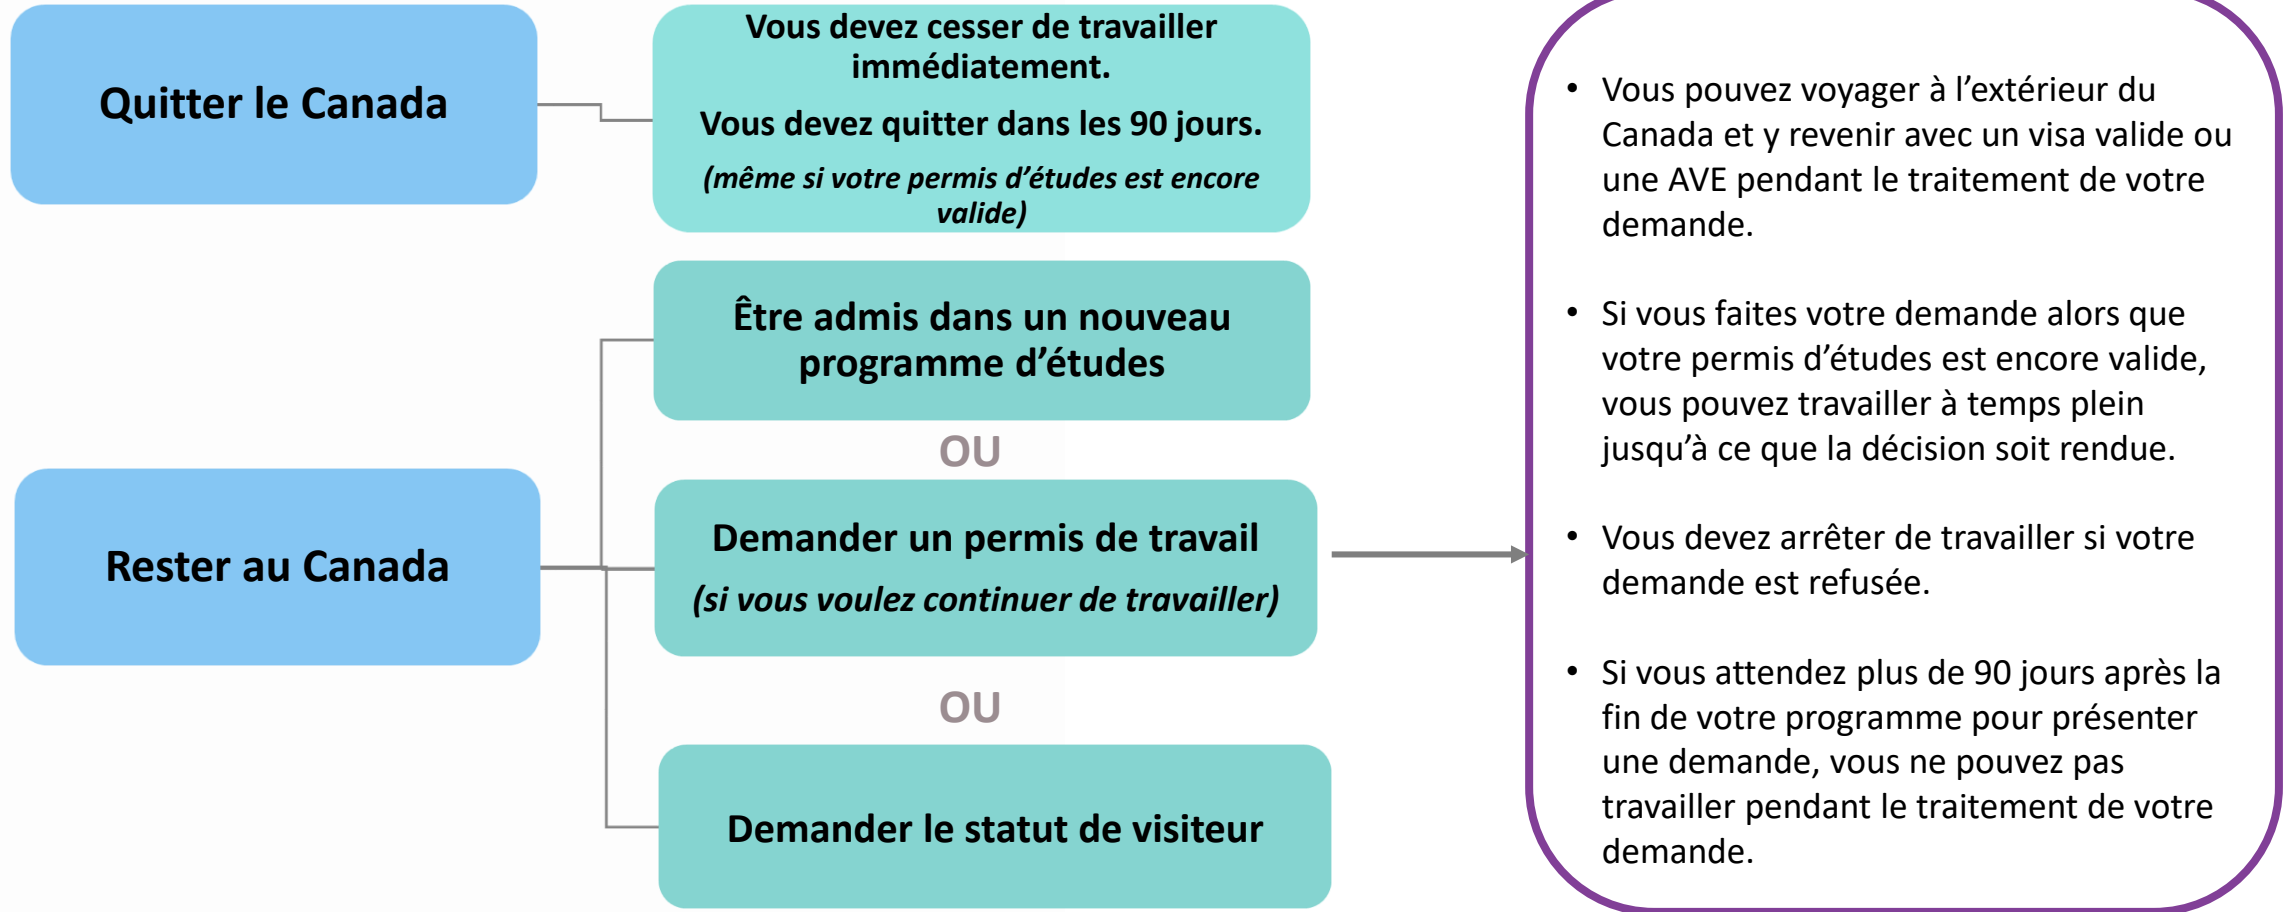 Quitter le Canada
Vous devez cesser de travailler
immédiatement.
Vous devez quitter dans les 90 jours.
(même si votre permis d’études est encore
valide)
Rester au Canada
Être admis dans un nouveau
programme d’études
OU
Demander un permis de travail
(si vous voulez continuer de travailler)
OU
Demander le statut de visiteur
• Vous pouvez voyager à l’extérieur du
Canada et y revenir avec un visa valide ou
une AVE pendant le traitement de votre
demande.
• Si vous faites votre demande alors que
votre permis d’études est encore valide,
vous pouvez travailler à temps plein
jusqu’à ce que la décision soit rendue.
• Vous devez arrêter de travailler si votre
demande est refusée.
• Si vous attendez plus de 90 jours après la
fin de votre programme pour présenter
une demande, vous ne pouvez pas
travailler pendant le traitement de votre
demande.